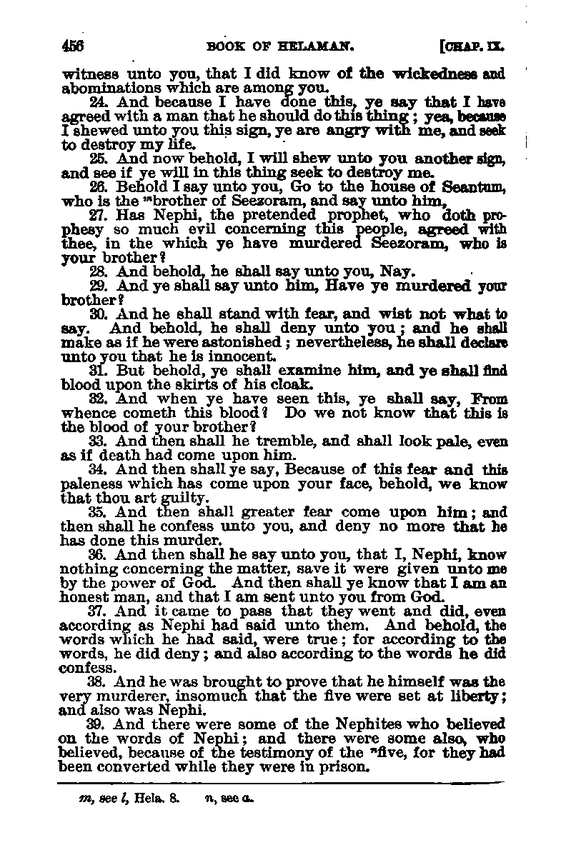 456 BOOK OF HELAMAN. [CHAP. IX.
witness unto you, that I did know of the wickedness and
abominations which are among you.
24. And because I have done this, ye say that I have
agreed with a man that he should do this thing; yea, because
I shewed unto you this sign, ye are angry with me, and seek
to destroy my life.
25. And now behold, I will shew unto you another sign,
and see if ye will in this thing seek to destroy me.
26. Behold I say unto you, Go to the house of Seantum,
who is the ᵐbrother of Seezoram, and say unto him,
27. Has Nephi, the pretended prophet, who doth pro-
phesy so much evil concerning this people, agreed with
thee, in the which ye have murdered Seezoram, who is
your brother?
28. And behold, he shall say unto you, Nay.
29. And ye shall say unto him, Have ye murdered your
brother?
30. And he shall stand with fear, and wist not what to
say. And behold, he shall deny unto you; and he shall
make as if he were astonished; nevertheless, he shall declare
unto you that he is innocent.
31. But behold, ye shall examine him, and ye shall find
blood upon the skirts of his cloak.
32. And when ye have seen this, ye shall say, From
whence cometh this blood? Do we not know that this is
the blood of your brother?
33. And then shall he tremble, and shall look pale, even
as if death had come upon him.
34. And then shall ye say, Because of this fear and this
paleness which has come upon your face, behold, we know
that thou art guilty.
35. And then shall greater fear come upon him; and
then shall he confess unto you, and deny no more that he
has done this murder.
36. And then shall he say unto you, that I, Nephi, know
nothing concerning the matter, save it were given unto me
by the power of God. And then shall ye know that I am an
honest man, and that I am sent unto you from God.
37. And it came to pass that they went and did, even
according as Nephi had said unto them. And behold, the
words which he had said, were true; for according to the
words, he did deny; and also according to the words he did
confess.
38. And he was brought to prove that he himself was the
very murderer, insomuch that the five were set at liberty;
and also was Nephi.
39. And there were some of the Nephites who believed
on the words of Nephi; and there were some also, who
believed, because of the testimony of the ⁿfive, for they had
been converted while they were in prison.
m, see l, Hela. 8. n, see a.